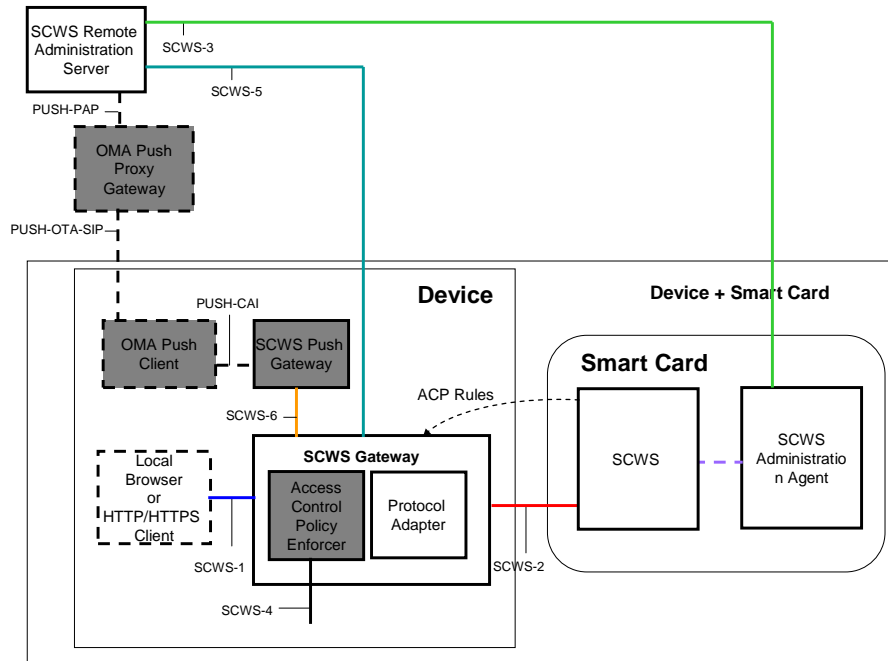 SCWS Remote
Administration
Server
SCWS-3
SCWS-5
PUSH-PAP
OMA Push
Proxy
Gateway
PUSH-OTA-SIP
Device
Device + Smart Card
PUSH-CAI
OMA Push
Client
SCWS Push
Gateway
Smart Card
ACP Rules
SCWS-6
SCWS
SCWS
Administratio
n Agent
SCWS Gateway
Local
Browser
or
HTTP/HTTPS
Client
Access
Control
Policy
Enforcer
Protocol
Adapter
SCWS-1
SCWS-2
SCWS-4